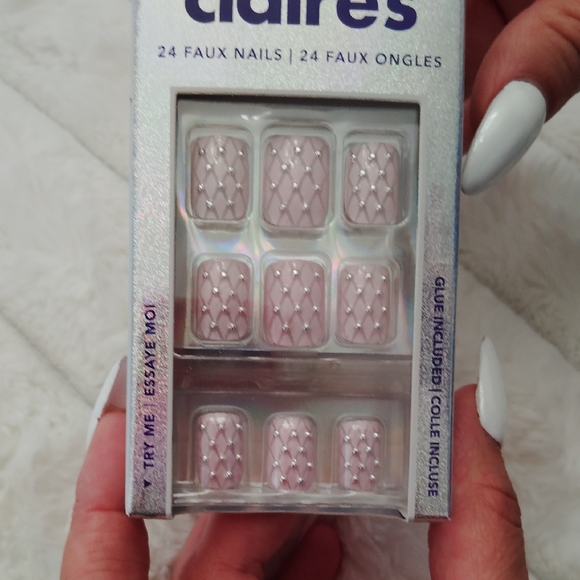 claire's
24 FAUX NAILS | 24 FAUX ONGLES
▼ TRY ME | ESSAYE MOI
GLUE INCLUDED | COLLE INCLUSE